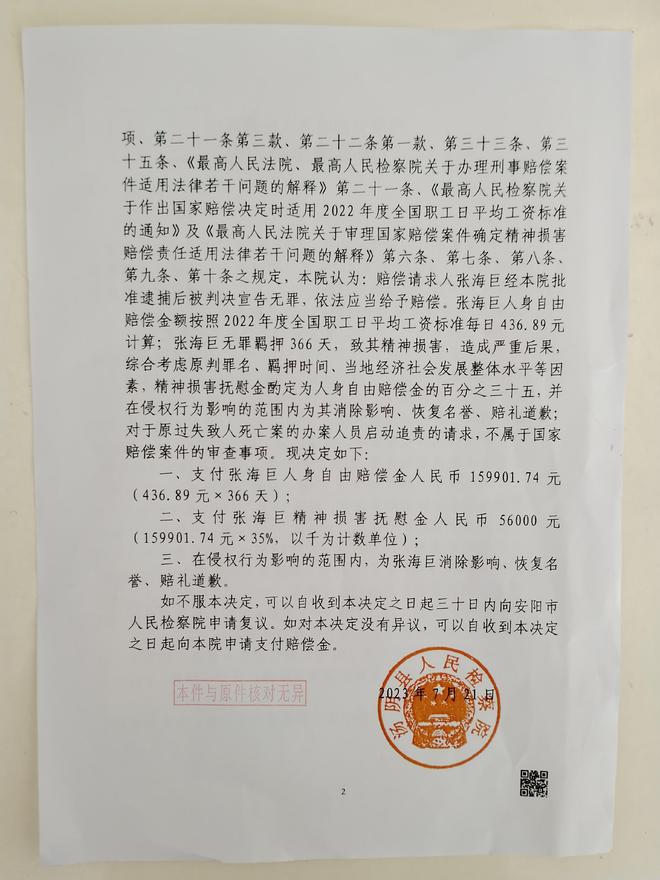 项、第二十一条第三款、第二十二条第一款、第三十三条、第三
十五条、《最高人民法院、最高人民检察院关于办理刑事赔偿案
件适用法律若干问题的解释》第二十一条、《最高人民检察院关
于作出国家赔偿决定时适用2022年度全国职工日平均工资标准
的通知》及《最高人民法院关于审理国家赔偿案件确定精神损害
赔偿责任适用法律若干问题的解释》第六条、第七条、第八条、
第九条、第十条之规定，本院认为：赔偿请求人张海巨经本院批
准逮捕后被判决宣告无罪，依法应当给予赔偿。张海巨人身自由
赔偿金额按照2022年度全国职工日平均工资标准每日436.89元
计算；张海巨无罪羁押366天，致其精神损害，造成严重后果，
综合考虑原判罪名、羁押时间、当地经济社会发展整体水平等因
素，精神损害抚慰金酌定为人身自由赔偿金的百分之三十五，并
在侵权行为影响的范围内为其消除影响、恢复名誉、赔礼道歉；
对于原过失致人死亡案的办案人员启动追责的请求，不属于国家
赔偿案件的审查事项。现决定如下：
一、支付张海巨人身自由赔偿金人民币159901.74元
（436.89元×366天）；
二、支付张海巨精神损害抚慰金人民币56000元
（159901.74元×35%，以千为计数单位）；
三、在侵权行为影响的范围内，为张海巨消除影响、恢复名
誉、赔礼道歉。
如不服本决定，可以自收到本决定之日起三十日内向安阳市
人民检察院申请复议。如对本决定没有异议，可以自收到本决定
之日起向本院申请支付赔偿金。
汤阴县人民检察院
本件与原件核对无异
2023年7月21日
2